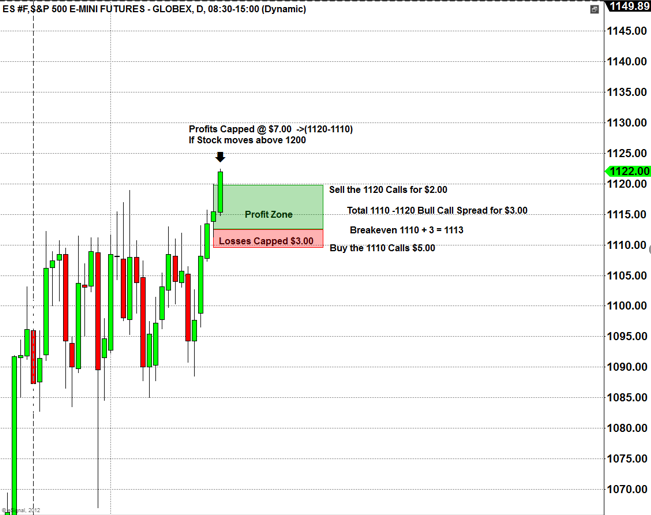 ES #F,S&P 500 E-MINI FUTURES - GLOBEX, D, 08:30-15:00 (Dynamic)
1149.89
1145.00
1140.00
1135.00
1130.00
Profits Capped @ $7.00 ->(1120-1110)
If Stock moves above 1200
1125.00
1122.00
1120.00
Sell the 1120 Calls for $2.00
Total 1110 -1120 Bull Call Spread for $3.00
Profit Zone
1115.00
Breakeven 1110 + 3 = 1113
Losses Capped $3.00
1110.00
Buy the 1110 Calls $5.00
1105.00
1100.00
1095.00
1090.00
1085.00
1080.00
1075.00
1070.00
, 2012